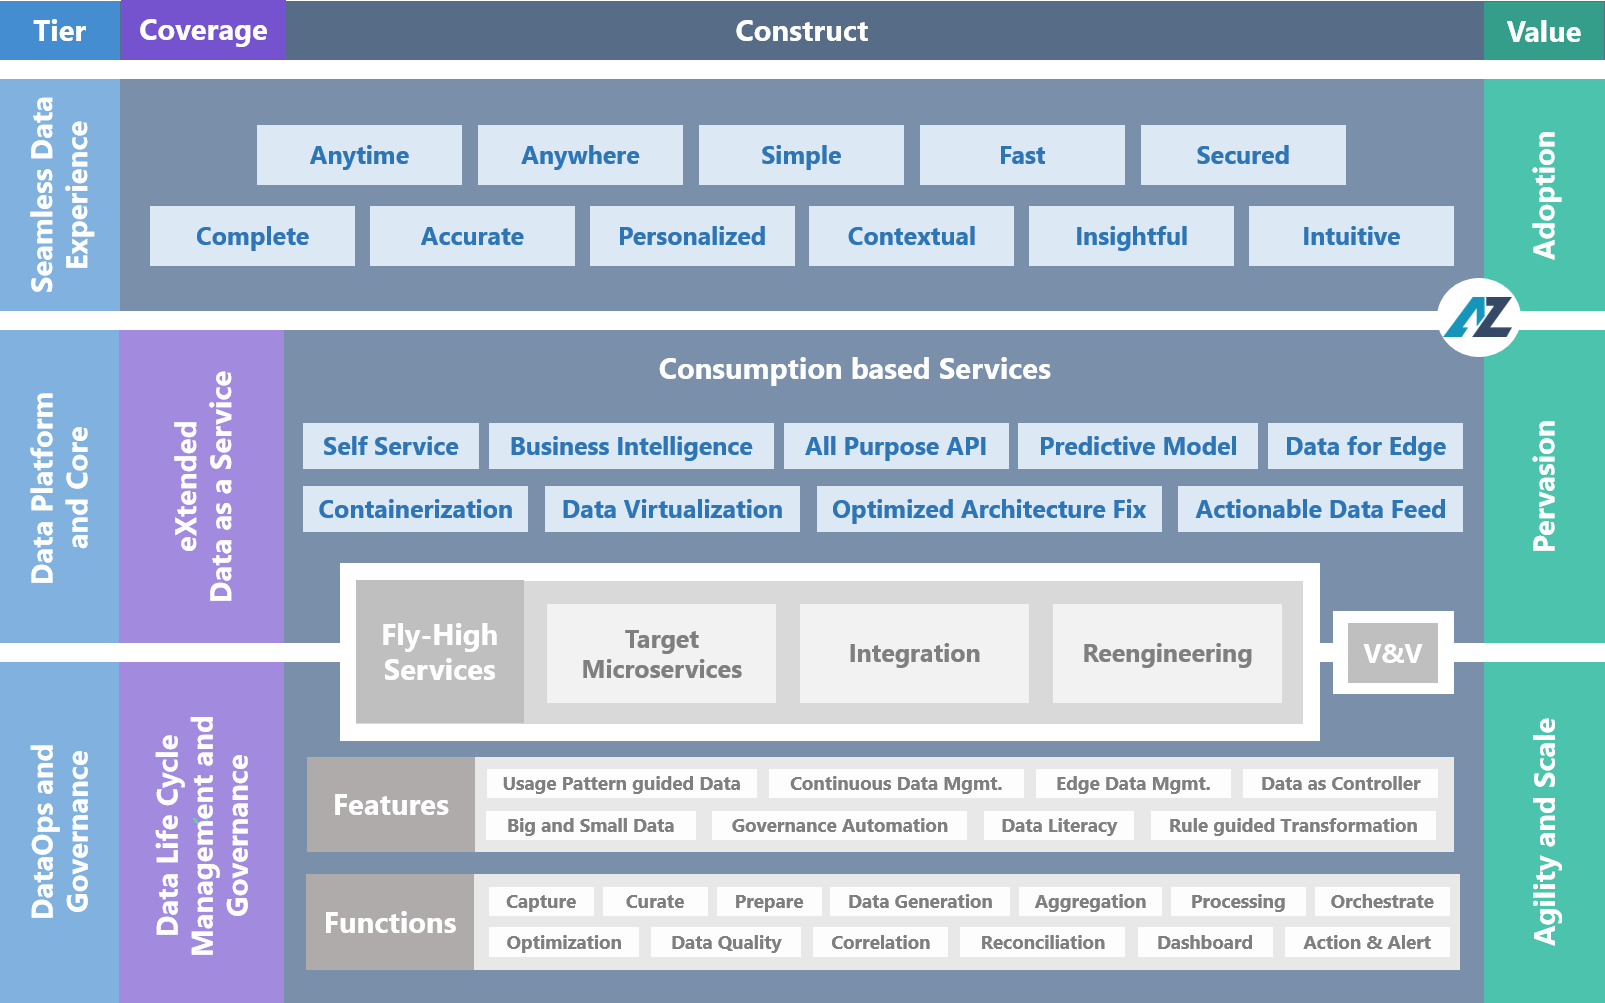 Tier
Coverage
Construct
Value
Seamless Data
Experience
Anytime
Anywhere
Simple
Fast
Secured
Complete
Accurate
Personalized
Contextual
Insightful
Intuitive
Adoption
AZ
Data Platform
and Core
eXtended
Data as a Service
Consumption based Services
Self Service
Business Intelligence
All Purpose API
Predictive Model
Data for Edge
Containerization
Data Virtualization
Optimized Architecture Fix
Actionable Data Feed
Pervasion
Fly-High
Services
Target
Microservices
Integration
Reengineering
V&V
DataOps and
Governance
Data Life Cycle
Management and
Governance
Features
Usage Pattern guided Data
Continuous Data Mgmt.
Edge Data Mgmt.
Data as Controller
Big and Small Data
Governance Automation
Data Literacy
Rule guided Transformation
Functions
Capture
Curate
Prepare
Data Generation
Aggregation
Processing
Orchestrate
Optimization
Data Quality
Correlation
Reconciliation
Dashboard
Action & Alert
Agility and Scale